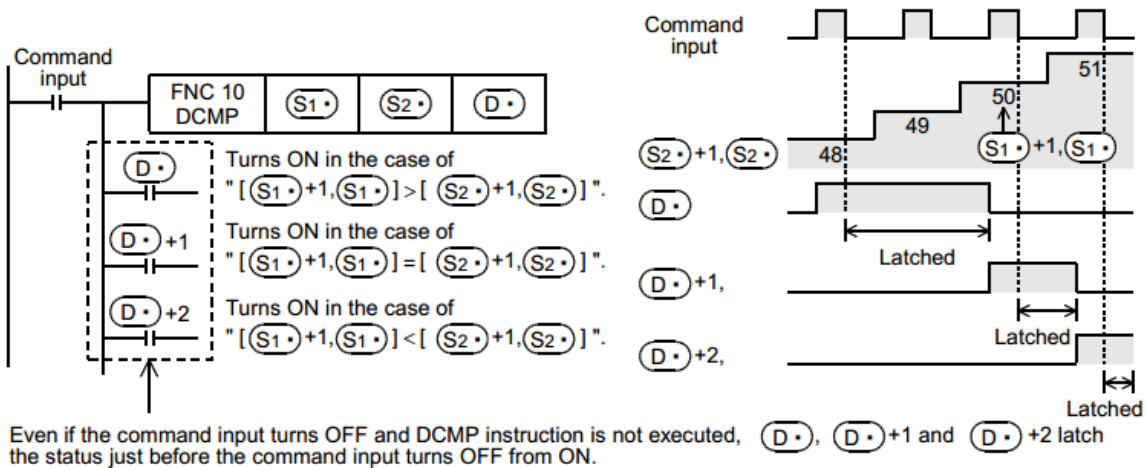 Command
input
FNC 10
DCMP
S1・
S2・
D・
D・
Turns ON in the case of
" [ S1・ +1, S1・ ] > [ S2・ +1, S2・ ] ".
D・ +1
Turns ON in the case of
" [ S1・ +1, S1・ ] = [ S2・ +1, S2・ ] ".
D・ +2
Turns ON in the case of
" [ S1・ +1, S1・ ] < [ S2・ +1, S2・ ] ".
Command
input
S2・ +1, S2・
48
49
50
51
S1・ +1, S1・
D・
Latched
D・ +1,
Latched
D・ +2,
Latched
Even if the command input turns OFF and DCMP instruction is not executed, D・ , D・ +1 and D・ +2 latch
the status just before the command input turns OFF from ON.